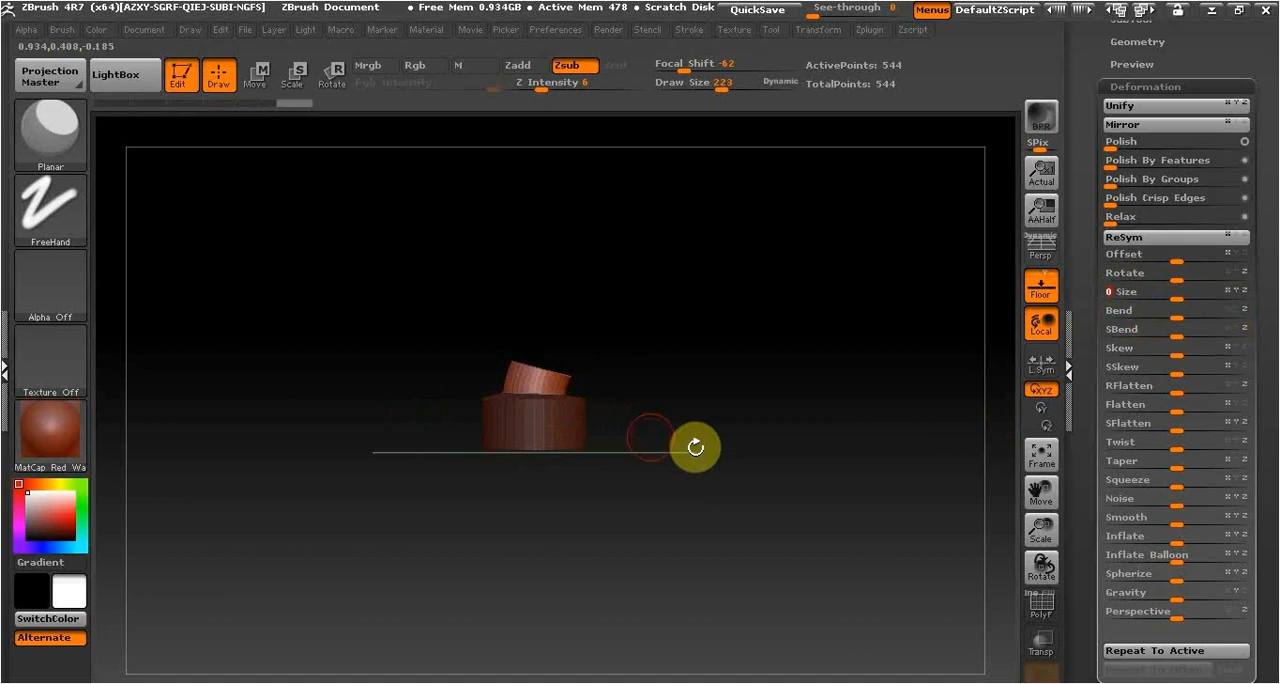 ZBrush 4R7 (x64)[AZXY-SGRF-QIEJ-SUBI-NGFS] ZBrush Document • Free Mem 0.934GB • Active Mem 478 • Scratch Disk QuickSave See-through 0 Menus DefaultZScript
Alpha Brush Color Document Draw Edit File Layer Light Macro Marker Material Movie Picker Preferences Render Stencil Stroke Texture Tool Transform Zplugin Zscript
0.934,0.408,-0.185
Projection Master
LightBox
Edit
Draw
Move
Scale
Rotate
Mrgb Rgb M Zadd Zsub
Rgb Intensity Z Intensity 6
Focal Shift -62
Draw Size 223 Dynamic
ActivePoints: 544
TotalPoints: 544
Planar
FreeHand
Alpha Off
Texture Off
MatCap Red Wa
Gradient
SwitchColor
Alternate
BPR
SPix
Actual
AAHalf
Dynamic
Persp
Floor
Local
L.Sym
XYZ
Frame
Move
Scale
Rotate
PolyF
Transp
Geometry
Preview
Deformation
Unify
Mirror
Polish
Polish By Features
Polish By Groups
Polish Crisp Edges
Relax
ReSym
Offset
Rotate
0 Size
Bend
SBend
Skew
SSkew
RFlatten
Flatten
SFlatten
Twist
Taper
Squeeze
Noise
Smooth
Inflate
Inflate Balloon
Spherize
Gravity
Perspective
Repeat To Active